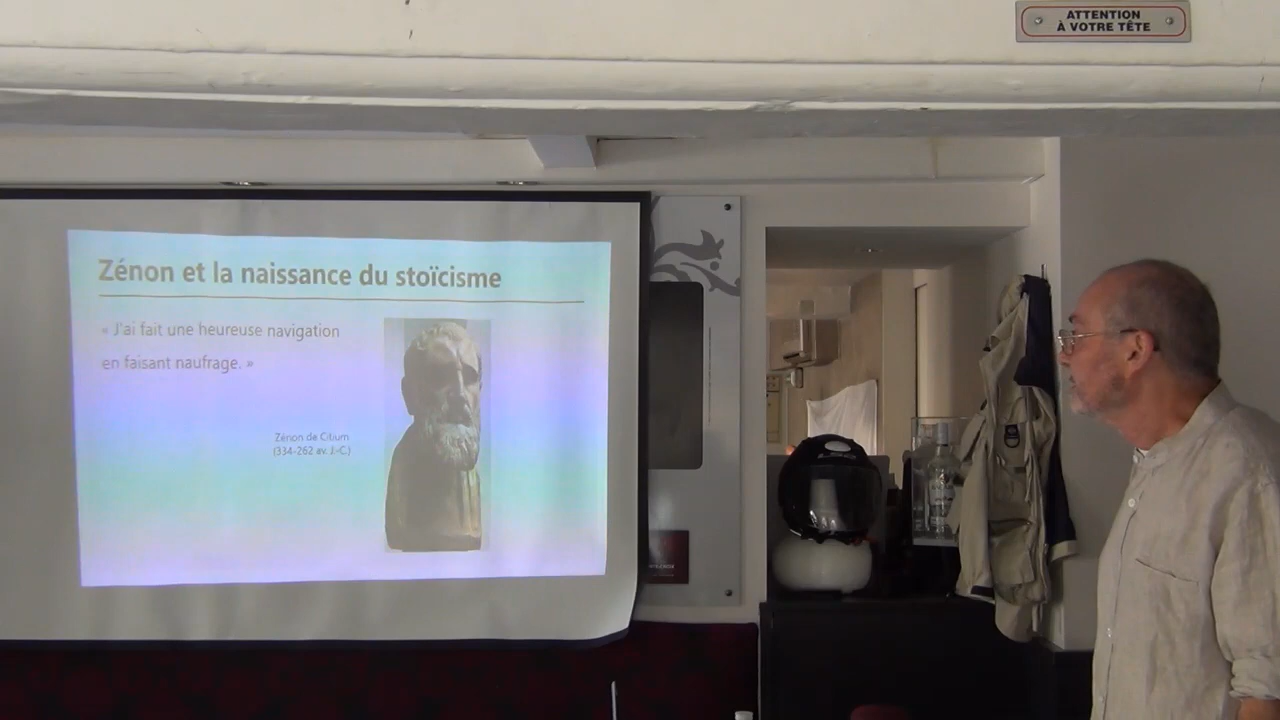 ATTENTION
À VOTRE TÊTE
Zénon et la naissance du stoïcisme
« J'ai fait une heureuse navigation
en faisant naufrage. »
Zénon de Citium
(334-262 av. J.-C.)
LS2